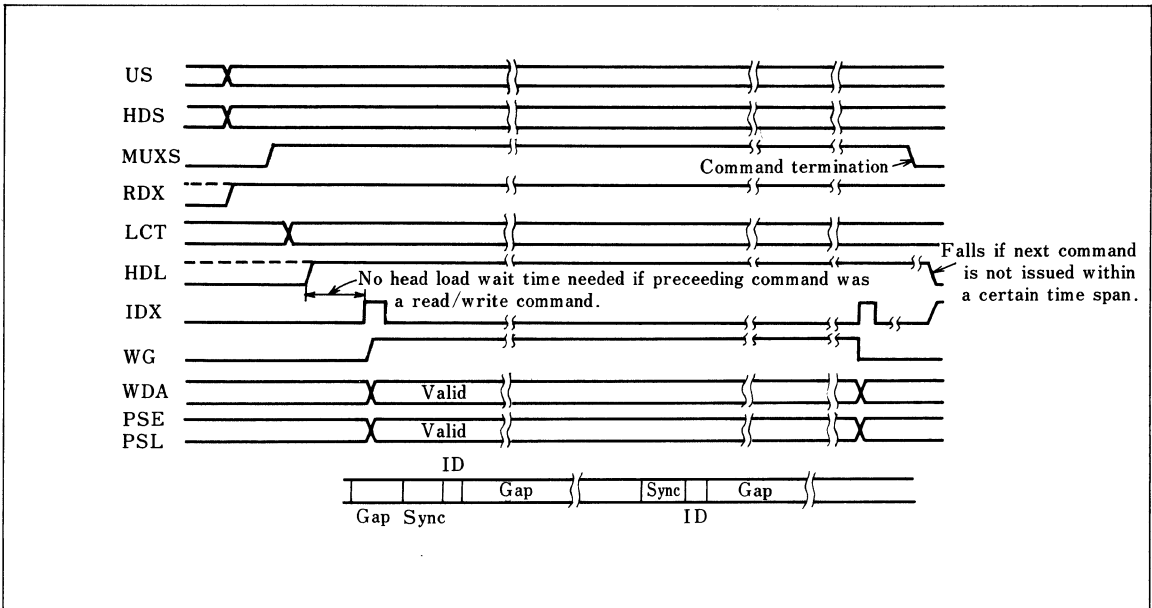 US
HDS
MUXS
Command termination
RDX
LCT
Falls if next command
is not issued within
a certain time span.
HDL
No head load wait time needed if preceeding command was
a read/write command.
IDX
WG
WDA
Valid
PSE
PSL
Valid
ID
Gap
Sync
Gap
Gap
Sync
ID